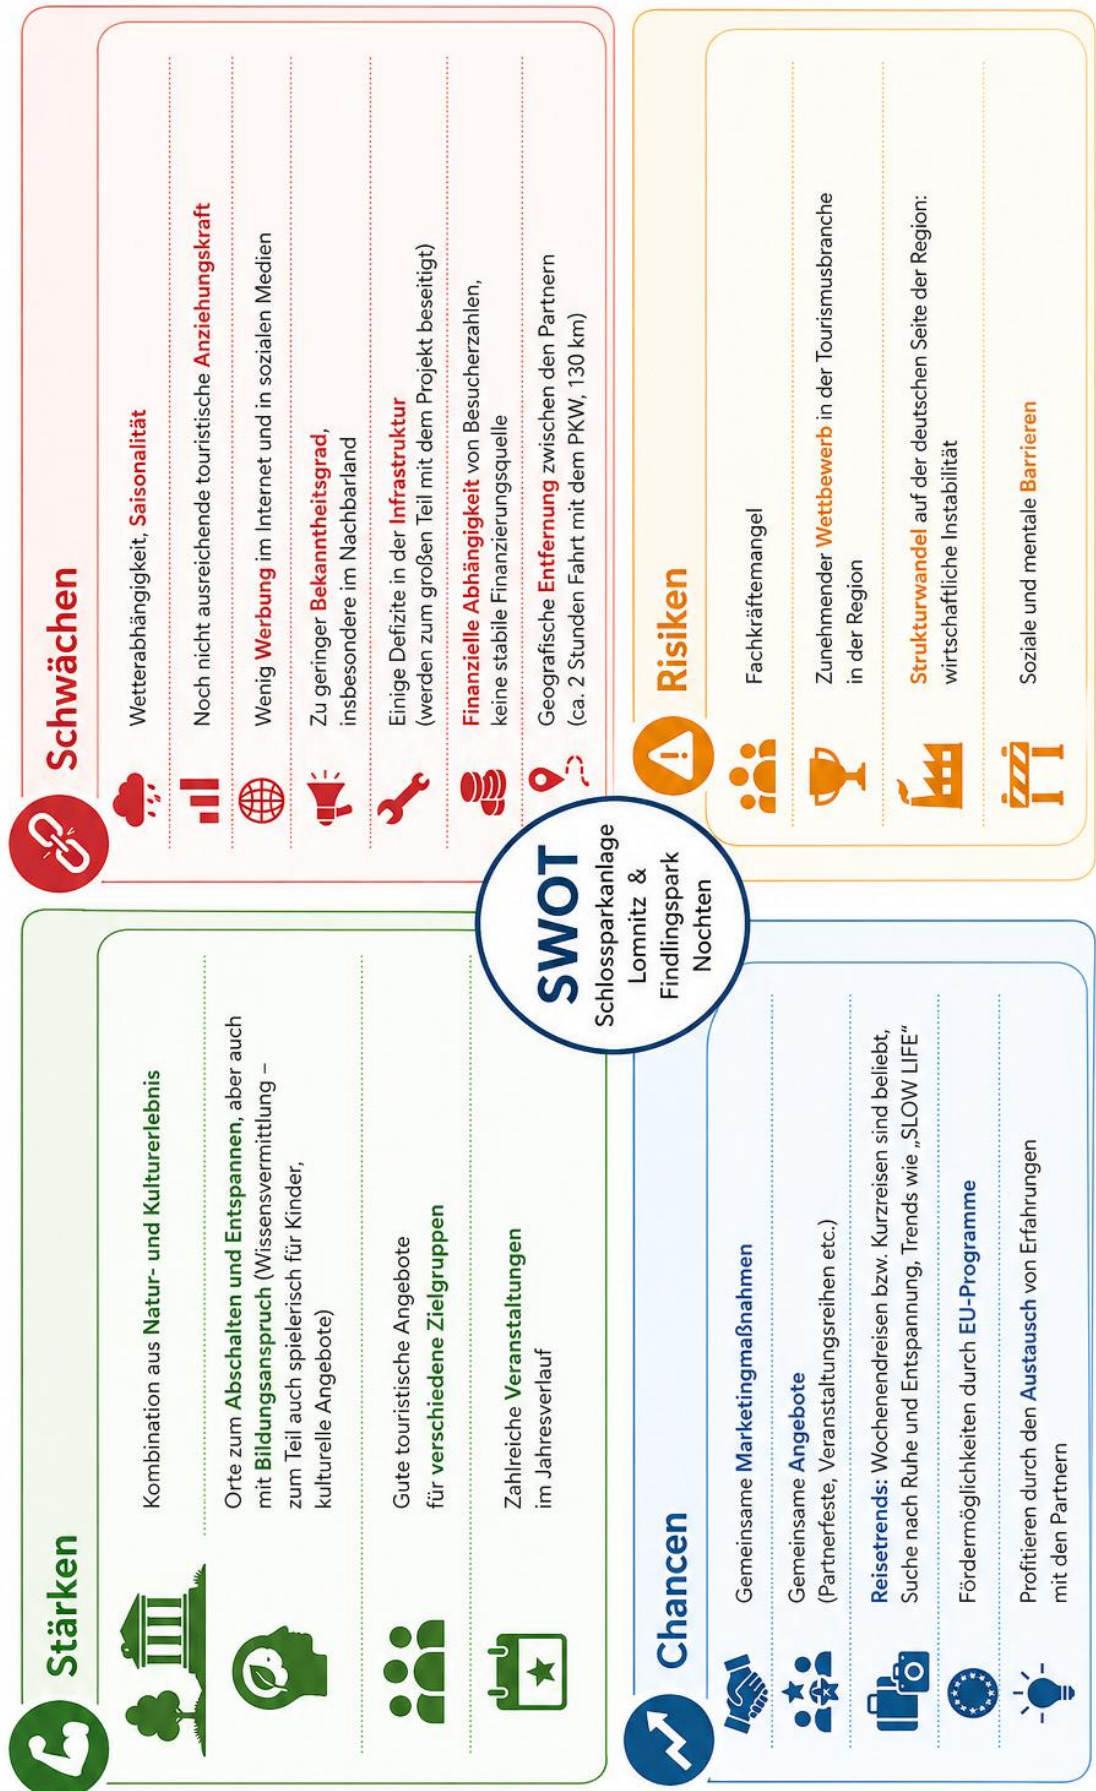 Stärken
Kombination aus Natur- und Kulturerlebnis
Orte zum Abschalten und Entspannen, aber auch
mit Bildungsanspruch (Wissensvermittlung –
zum Teil auch spielerisch für Kinder,
kulturelle Angebote)
Gute touristische Angebote
für verschiedene Zielgruppen
Zahlreiche Veranstaltungen
im Jahresverlauf
Schwächen
Wetterabhängigkeit, Saisonalität
Noch nicht ausreichende touristische Anziehungskraft
Wenig Werbung im Internet und in sozialen Medien
Zu geringer Bekanntheitsgrad,
insbesondere im Nachbarland
Einige Defizite in der Infrastruktur
(werden zum großen Teil mit dem Projekt beseitigt)
Finanzielle Abhängigkeit von Besucherzahlen,
keine stabile Finanzierungsquelle
Geografische Entfernung zwischen den Partnern
(ca. 2 Stunden Fahrt mit dem PKW, 130 km)
SWOT
Schlossparkanlage
Lomnitz &
Findlingspark
Nochten
Chancen
Gemeinsame Marketingmaßnahmen
Gemeinsame Angebote
(Partnerfeste, Veranstaltungsreihen etc.)
Reisetrends: Wochenendreisen bzw. Kurzreisen sind beliebt,
Suche nach Ruhe und Entspannung, Trends wie „SLOW LIFE“
Fördermöglichkeiten durch EU-Programme
Profitieren durch den Austausch von Erfahrungen
mit den Partnern
Risiken
Fachkräftemangel
Zunehmender Wettbewerb in der Tourismusbranche
in der Region
Strukturwandel auf der deutschen Seite der Region:
wirtschaftliche Instabilität
Soziale und mentale Barrieren